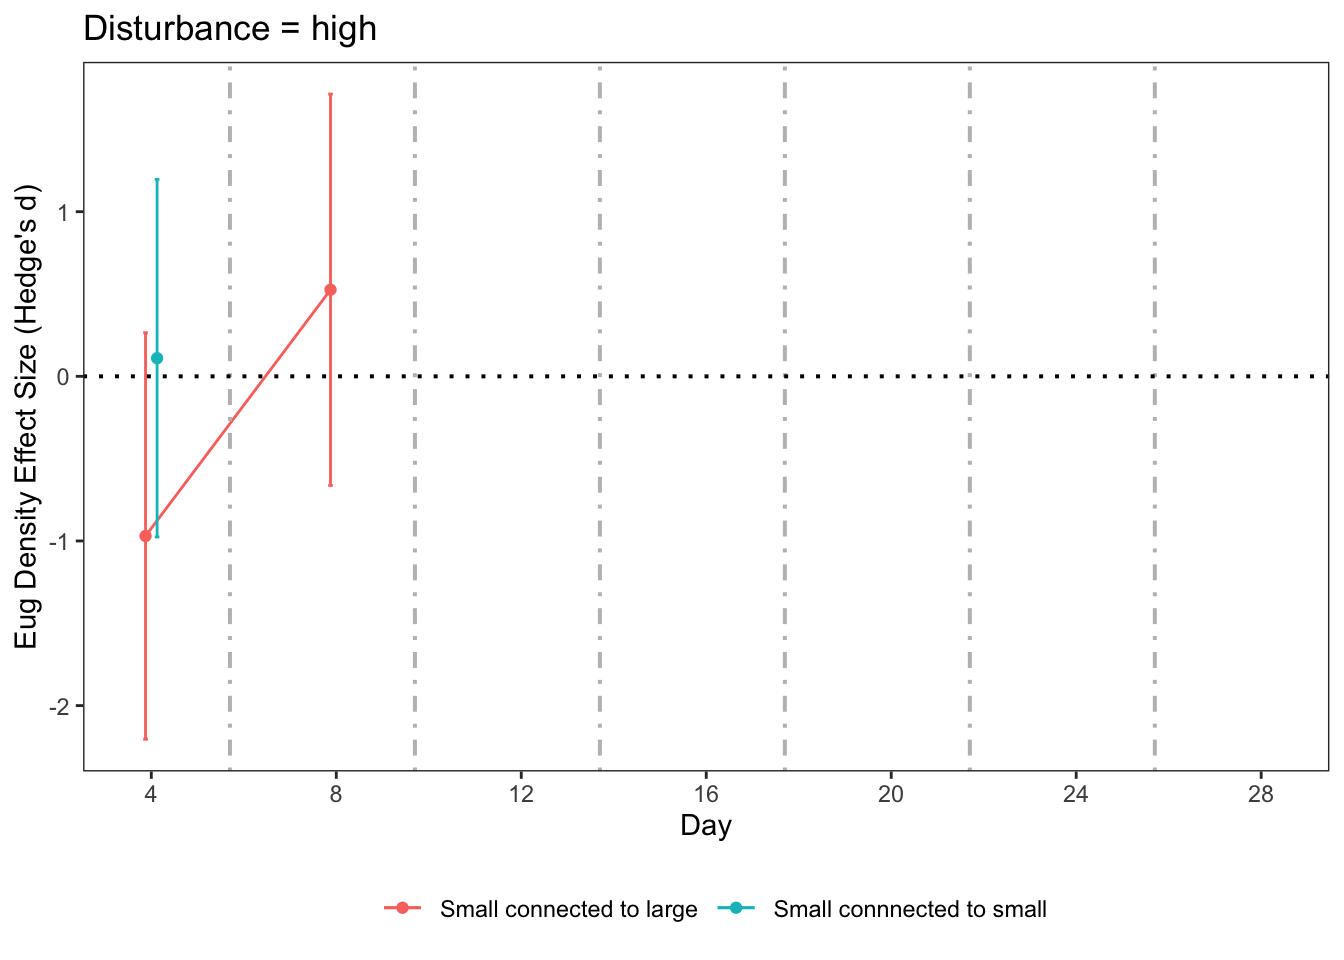 Disturbance = high
Eug Density Effect Size (Hedge's d)
1
0
-1
-2
4 8 12 16 20 24 28
Day
Small connected to large Small connnected to small